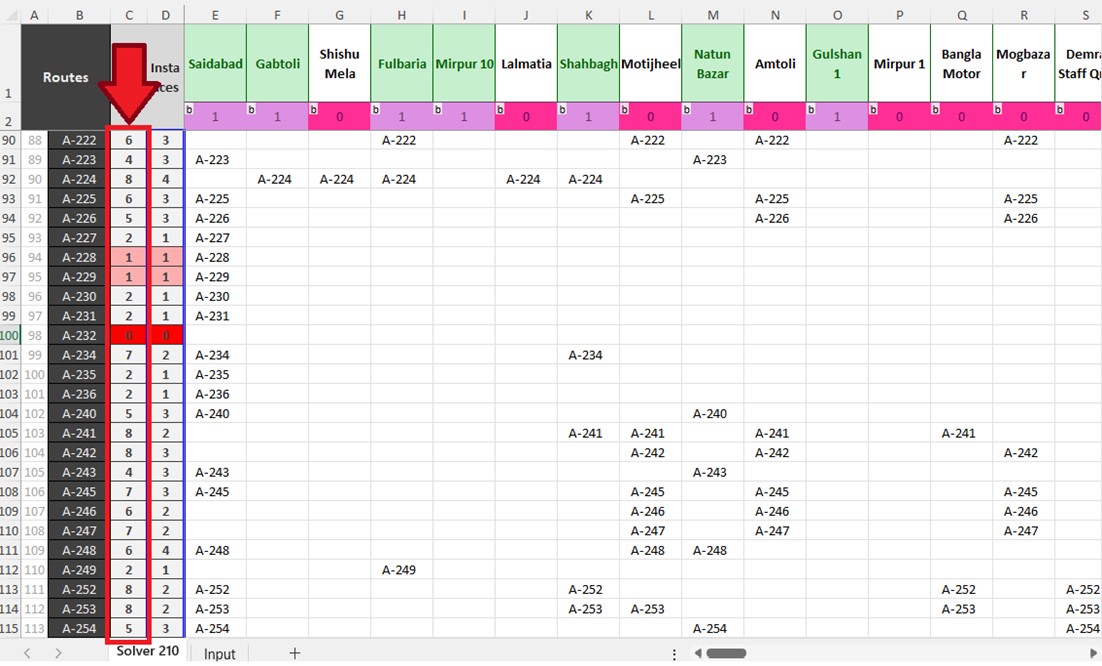 A B C D E F G H I J K L M N O P Q R S
1 Routes Insta nces Saidabad Gabtoli Shishu Mela Fulbaria Mirpur 10 Lalmatia Shahbagh Motijheel Natun Bazar Amtoli Gulshan 1 Mirpur 1 Bangla Motor Mogbaza r Demra Staff Qu
2 b 1 b 1 b 0 b 1 b 1 b 0 b 1 b 0 b 1 b 0 b 1 b 0 b 0 b 0 b 0
90 88 A-222 6 3 A-222 A-222 A-222 A-222
91 89 A-223 4 3 A-223 A-223
92 90 A-224 8 4 A-224 A-224 A-224 A-224 A-224
93 91 A-225 6 3 A-225 A-225 A-225 A-225
94 92 A-226 5 3 A-226 A-226 A-226
95 93 A-227 2 1 A-227
96 94 A-228 1 1 A-228
97 95 A-229 1 1 A-229
98 96 A-230 2 1 A-230
99 97 A-231 2 1 A-231
100 98 A-232 0 0
101 99 A-234 7 2 A-234 A-234
102 100 A-235 2 1 A-235
103 101 A-236 2 1 A-236
104 102 A-240 5 3 A-240 A-240
105 103 A-241 8 2 A-241 A-241 A-241 A-241
106 104 A-242 8 3 A-242 A-242 A-242
107 105 A-243 4 3 A-243 A-243
108 106 A-245 7 3 A-245 A-245 A-245 A-245
109 107 A-246 6 2 A-246 A-246 A-246
110 108 A-247 7 2 A-247 A-247 A-247
111 109 A-248 6 4 A-248 A-248 A-248
112 110 A-249 2 1 A-249
113 111 A-252 8 2 A-252 A-252 A-252 A-252
114 112 A-253 8 2 A-253 A-253 A-253 A-253 A-253
115 113 A-254 5 3 A-254 A-254 A-254
Solver 210 Input